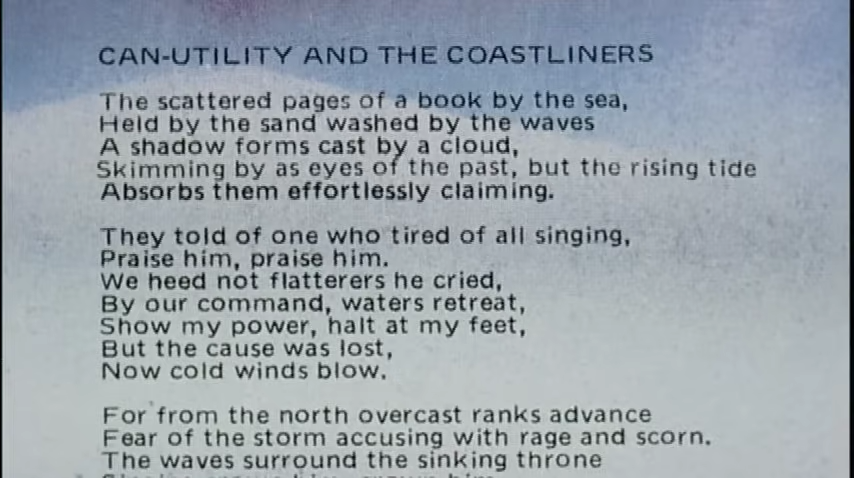 CAN-UTILITY AND THE COASTLINERS
The scattered pages of a book by the sea,
Held by the sand washed by the waves
A shadow forms cast by a cloud,
Skimming by as eyes of the past, but the rising tide
Absorbs them effortlessly claiming.
They told of one who tired of all singing,
Praise him, praise him.
We heed not flatterers he cried,
By our command, waters retreat,
Show my power, halt at my feet,
But the cause was lost,
Now cold winds blow.
For from the north overcast ranks advance
Fear of the storm accusing with rage and scorn.
The waves surround the sinking throne